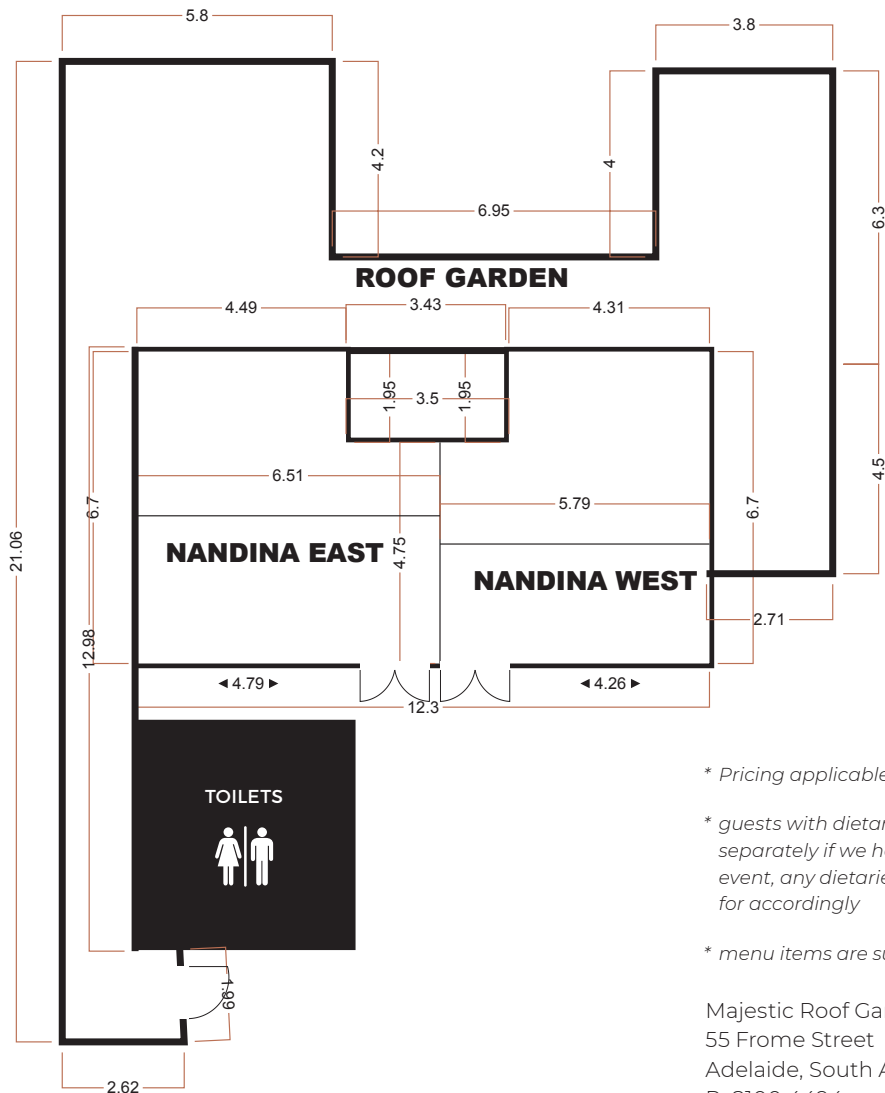 5.8
3.8
4.2
4
6.95
6.3
ROOF GARDEN
4.49
3.43
4.31
1.95
3.5
1.95
6.51
5.79
4.5
6.7
4.75
6.7
21.06
NANDINA EAST
NANDINA WEST
12.98
2.71
4.79
4.26
12.3
TOILETS
1.99
2.62
* Pricing applicable
* guests with dietar
separately if we h
event, any dietarie
for accordingly
* menu items are su
Majestic Roof Ga
55 Frome Street
Adelaide, South A